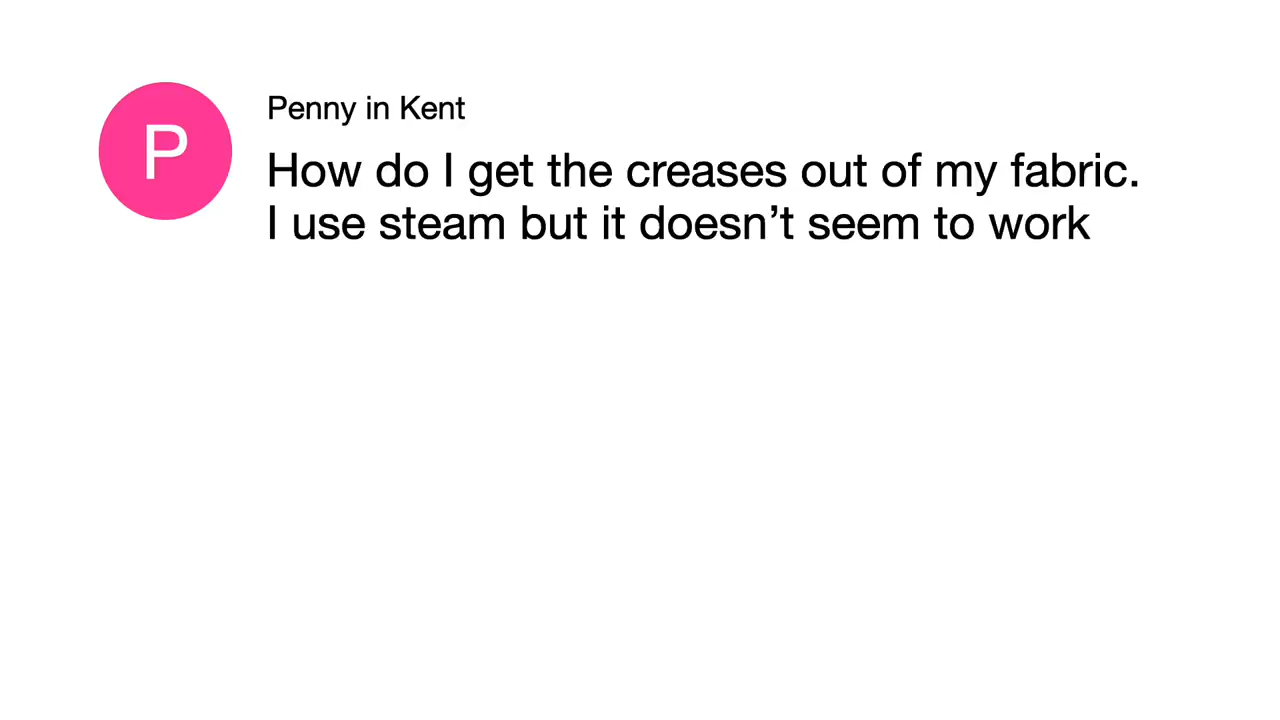 P
Penny in Kent
How do I get the creases out of my fabric.
I use steam but it doesn’t seem to work